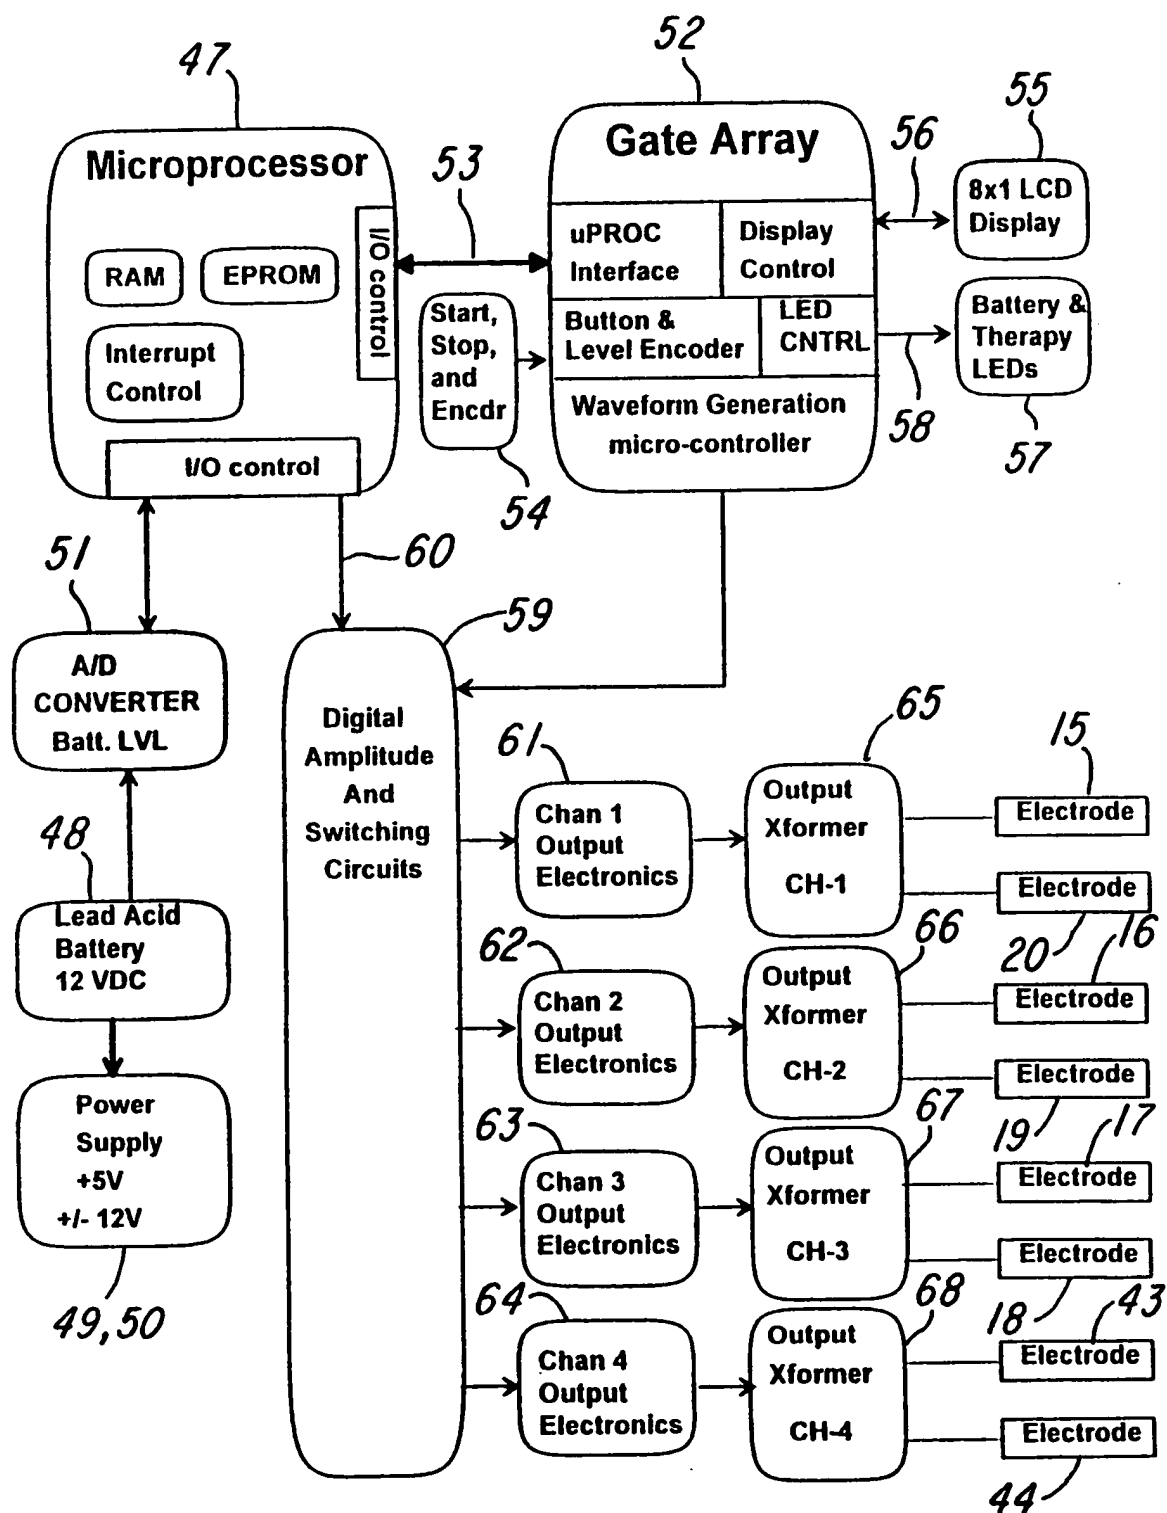 47
52
55
Microprocessor
Gate Array
53
56
8x1 LCD
Display
I/O control
uPROC
Interface
Display
Control
RAM
EPROM
Start,
Stop,
and
Encdr
Button &
Level Encoder
LED
CNTRL
Battery &
Therapy
LEDs
Interrupt
Control
Waveform Generation
micro-controller
58
57
I/O control
54
60
51
59
A/D
CONVERTER
Batt. LVL
Digital
Amplitude
And
Switching
Circuits
61
65
15
Chan 1
Output
Electronics
Output
Xformer
CH-1
Electrode
Electrode
48
Lead Acid
Battery
12 VDC
20
16
62
66
Chan 2
Output
Electronics
Output
Xformer
CH-2
Electrode
Electrode
Power
Supply
+5V
+/- 12V
49,50
19
17
63
67
Chan 3
Output
Electronics
Output
Xformer
CH-3
Electrode
Electrode
18
43
64
68
Chan 4
Output
Electronics
Output
Xformer
CH-4
Electrode
Electrode
44